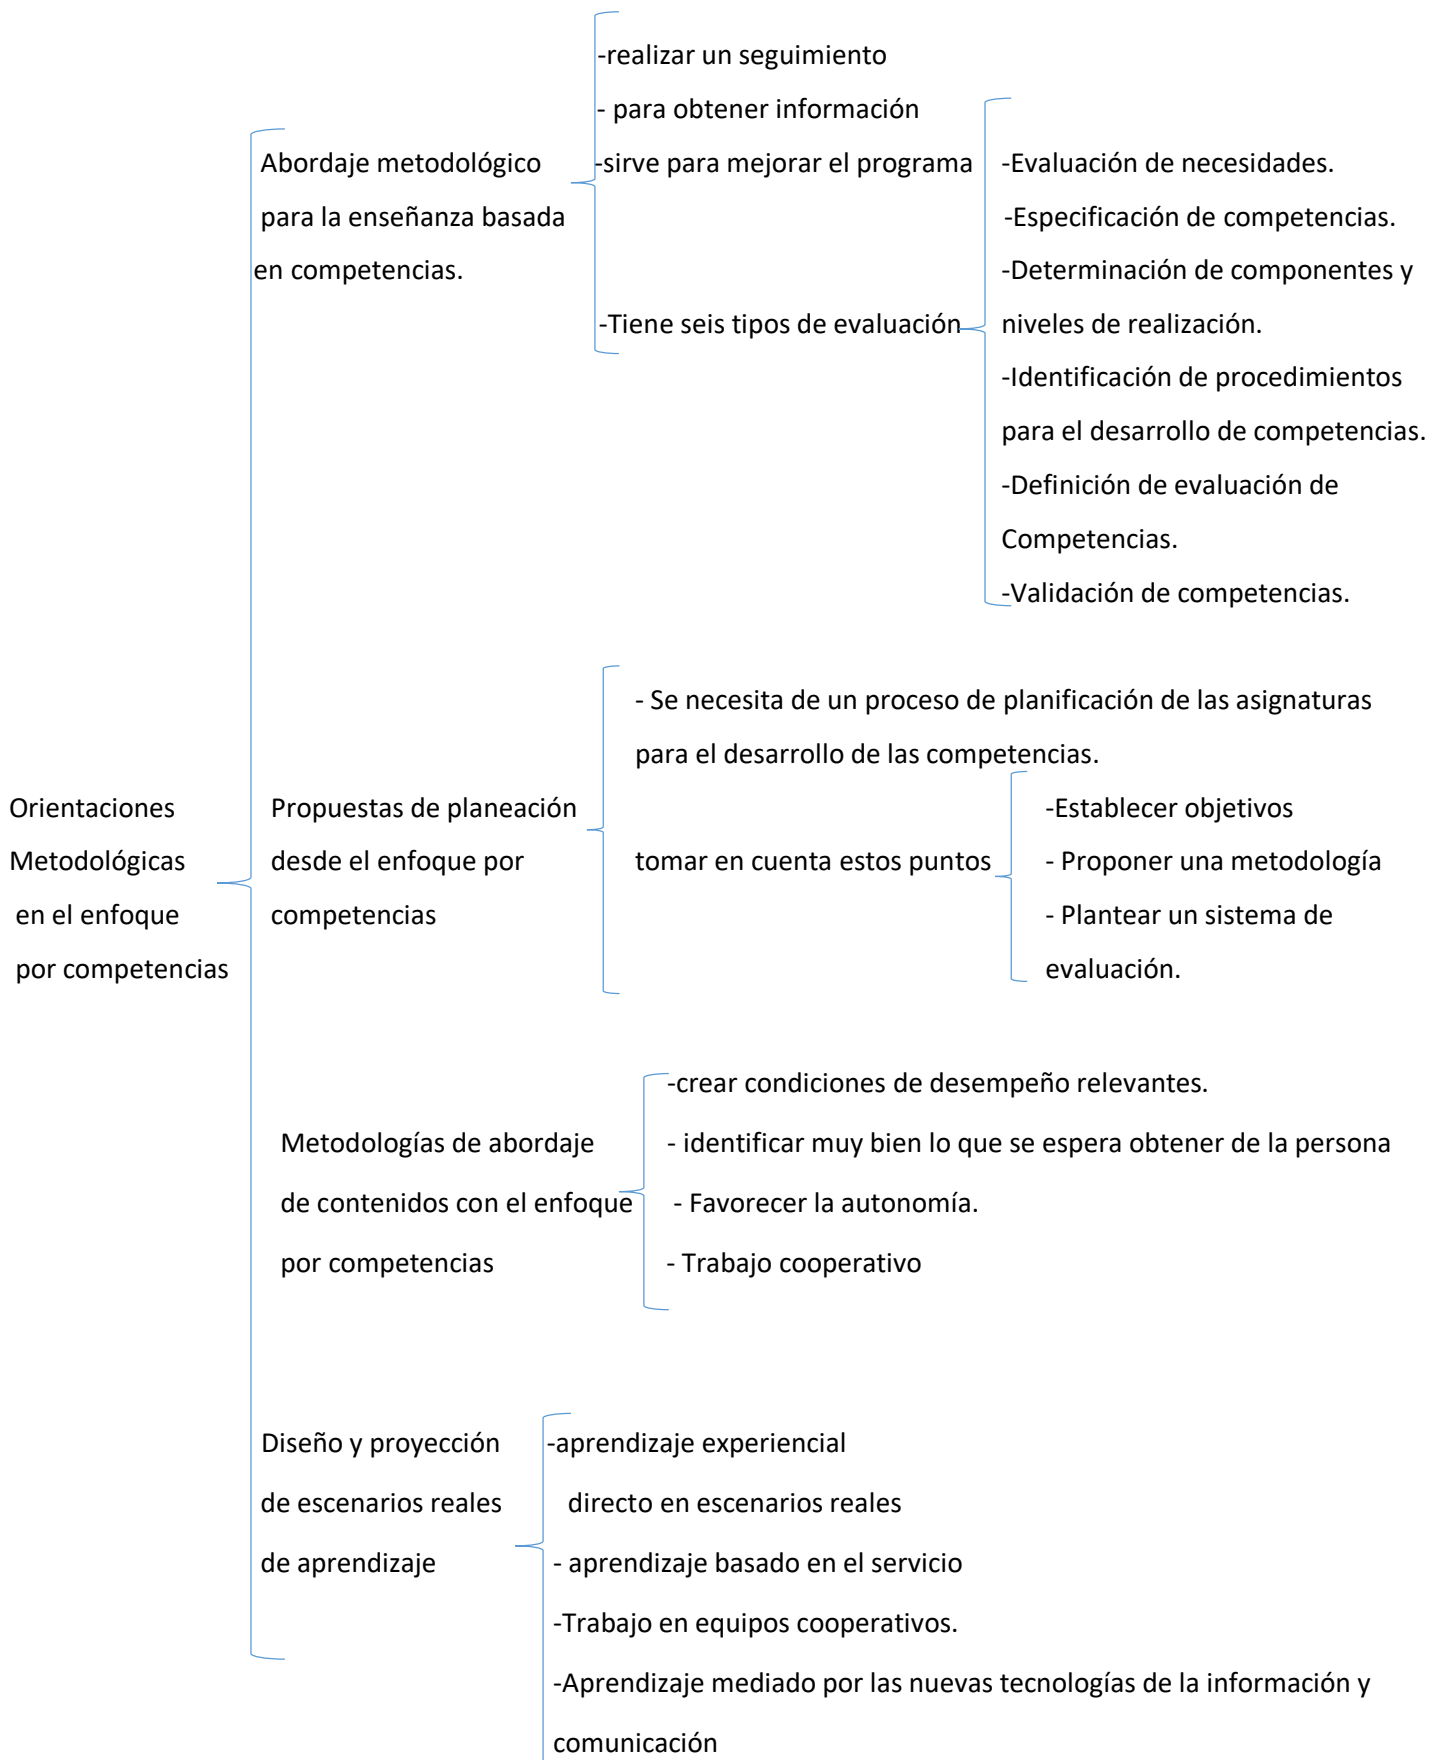 Orientaciones
Metodológicas
en el enfoque
por competencias
Abordaje metodológico
para la enseñanza basada
en competencias.
-realizar un seguimiento
- para obtener información
-sirve para mejorar el programa
-Tiene seis tipos de evaluación
-Evaluación de necesidades.
-Especificación de competencias.
-Determinación de componentes y
niveles de realización.
-Identificación de procedimientos
para el desarrollo de competencias.
-Definición de evaluación de
Competencias.
-Validación de competencias.
Propuestas de planeación
desde el enfoque por
competencias
- Se necesita de un proceso de planificación de las asignaturas
para el desarrollo de las competencias.
tomar en cuenta estos puntos
-Establecer objetivos
- Proponer una metodología
- Plantear un sistema de
evaluación.
Metodologías de abordaje
de contenidos con el enfoque
por competencias
-crear condiciones de desempeño relevantes.
- identificar muy bien lo que se espera obtener de la persona
- Favorecer la autonomía.
- Trabajo cooperativo
Diseño y proyección
de escenarios reales
de aprendizaje
-aprendizaje experiencial
directo en escenarios reales
- aprendizaje basado en el servicio
-Trabajo en equipos cooperativos.
-Aprendizaje mediado por las nuevas tecnologías de la información y
comunicación